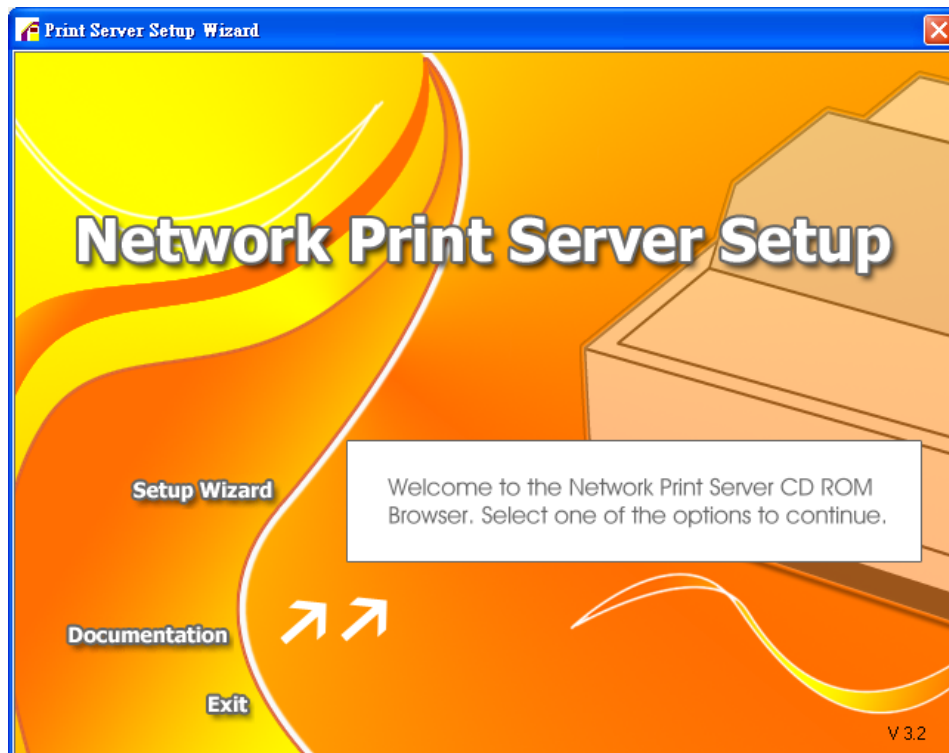 Print Server Setup Wizard
Network Print Server Setup
Setup Wizard
Welcome to the Network Print Server CD ROM
Browser. Select one of the options to continue.
Documentation
Exit
V 3.2